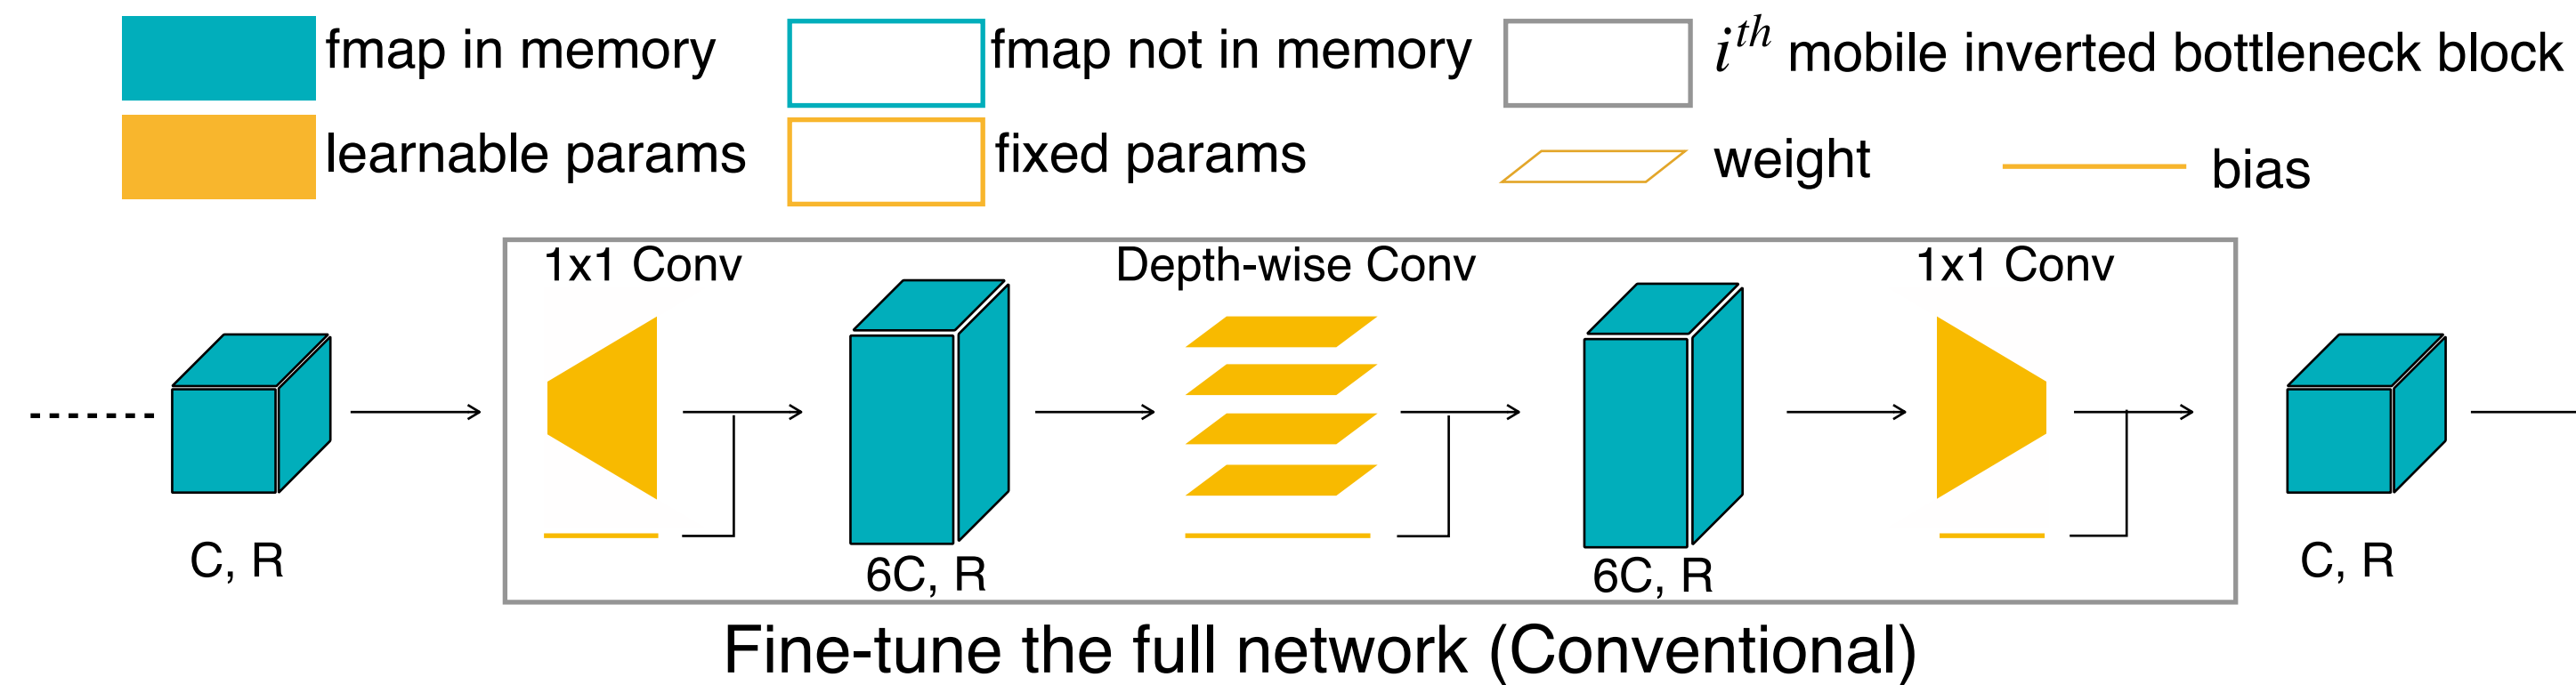 fmap in memory
fmap not in memory
i^th mobile inverted bottleneck block
learnable params
fixed params
weight
bias
1x1 Conv
Depth-wise Conv
1x1 Conv
C, R
6C, R
6C, R
C, R
Fine-tune the full network (Conventional)